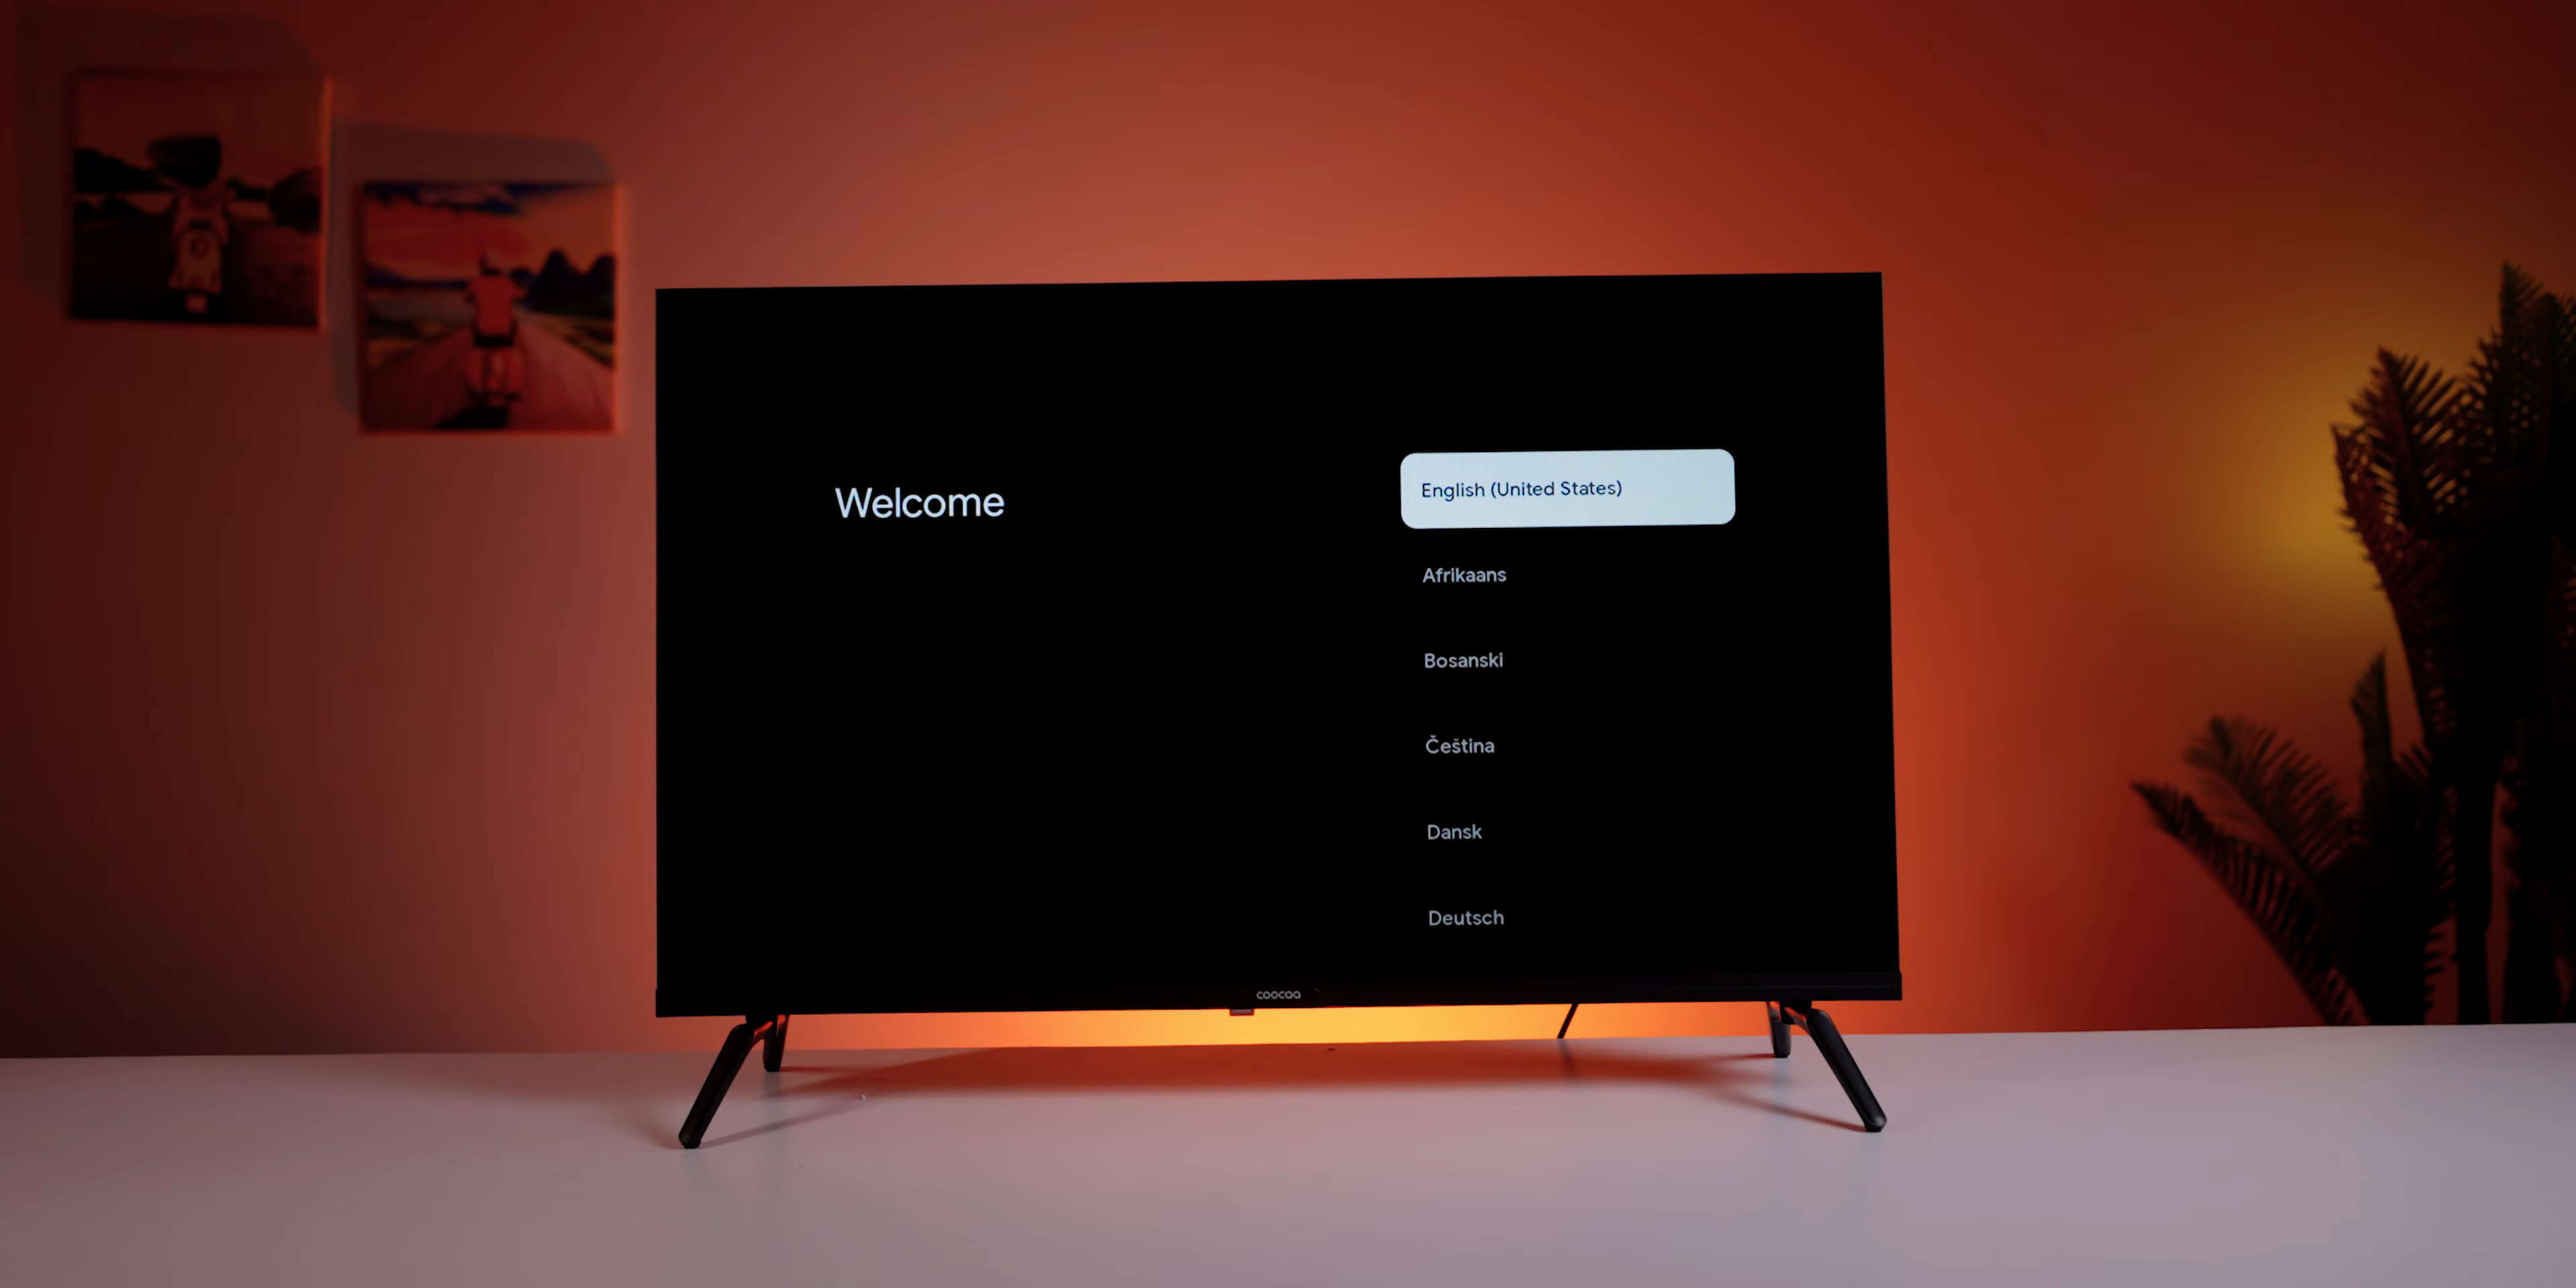 Welcome
English (United States)
Afrikaans
Bosanski
Čeština
Dansk
Deutsch
coocaa